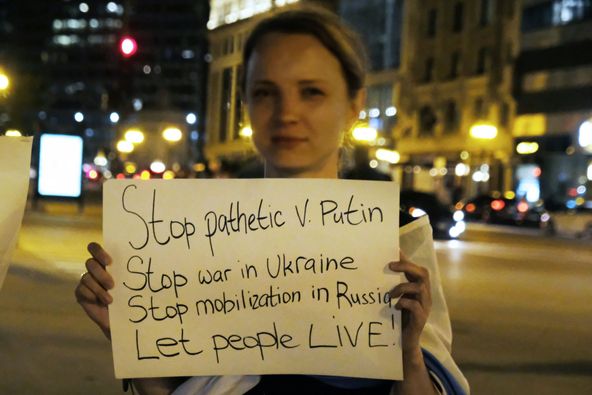 Stop pathetic V. Putin
Stop war in Ukraine
Stop mobilization in Russia
Let people LIVE!